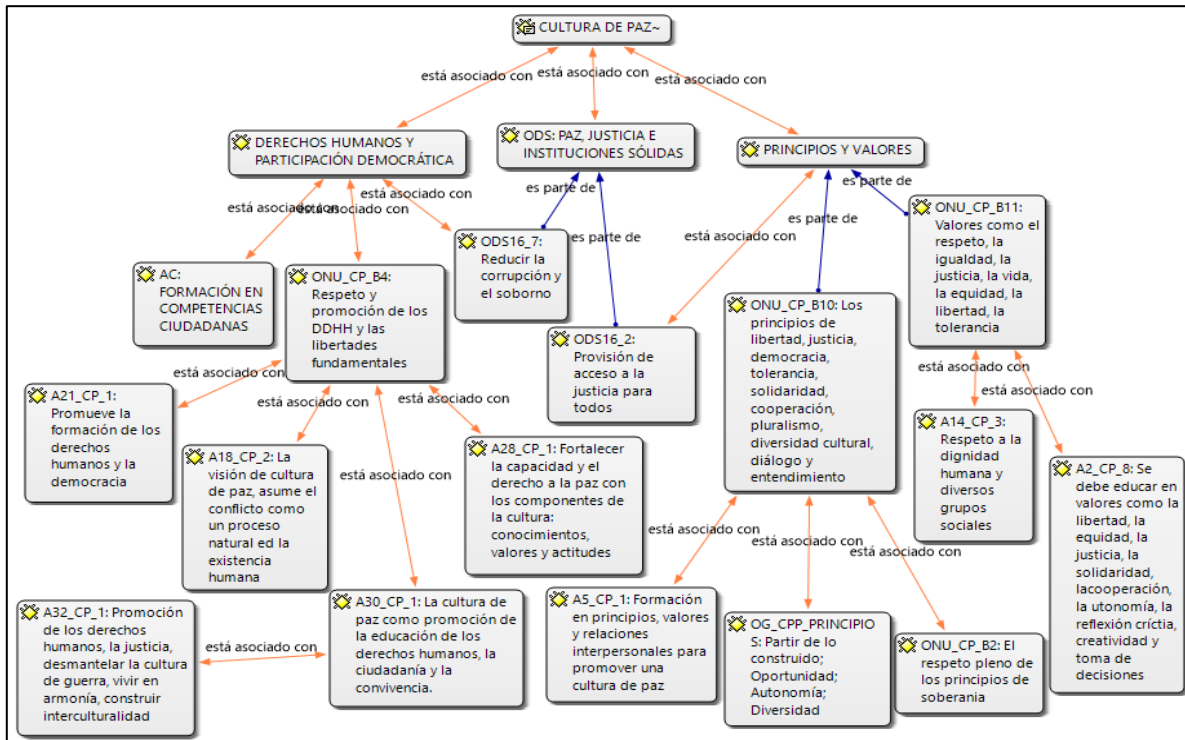 CULTURA DE PAZ~
está asociado con
está asociado con
está asociado con
DERECHOS HUMANOS Y
PARTICIPACIÓN DEMOCRÁTICA
ODS: PAZ, JUSTICIA E
INSTITUCIONES SÓLIDAS
PRINCIPIOS Y VALORES
está asociado con
está asociado con
está asociado con
es parte de
es parte de
está asociado con
es parte de
es parte de
AC:
FORMACIÓN EN
COMPETENCIAS
CIUDADANAS
ONU_CP_B4:
Respeto y
promoción de los
DDHH y las
libertades
fundamentales
ODS16_7:
Reducir la
corrupción y
el soborno
ODS16_2:
Provisión de
acceso a la
justicia para
todos
ONU_CP_B10: Los
principios de
libertad, justicia,
democracia,
tolerancia,
solidaridad,
cooperación,
pluralismo,
diversidad cultural,
diálogo y
entendimiento
ONU_CP_B11:
Valores como el
respeto, la
igualdad, la
justicia, la vida,
la equidad, la
libertad, la
tolerancia
está asociado con
está asociado con
está asociado con
está asociado con
está asociado con
está asociado con
A21_CP_1:
Promueve la
formación de los
derechos
humanos y la
democracia
A18_CP_2: La
visión de cultura
de paz, asume el
conflicto como
un proceso
natural ed la
existencia
humana
A28_CP_1: Fortalecer
la capacidad y el
derecho a la paz con
los componentes de
la cultura:
conocimientos,
valores y actitudes
A14_CP_3:
Respeto a la
dignidad
humana y
diversos
grupos
sociales
A2_CP_8: Se
debe educar en
valores como la
libertad, la
equidad, la
justicia, la
solidaridad,
lacooperación,
la utonomía, la
reflexión críctia,
creatividad y
toma de
decisiones
está asociado con
está asociado con
está asociado con
A32_CP_1: Promoción
de los derechos
humanos, la justicia,
desmantelar la cultura
de guerra, vivir en
armonía, construir
interculturalidad
está asociado con
A30_CP_1: La cultura de
paz como promoción de
la educación de los
derechos humanos, la
ciudadanía y la
convivencia.
A5_CP_1: Formación
en principios, valores
y relaciones
interpersonales para
promover una
cultura de paz
OG_CPP_PRINCIPIO
S: Partir de lo
construido;
Oportunidad;
Autonomía;
Diversidad
ONU_CP_B2: El
respeto pleno de
los principios de
soberania